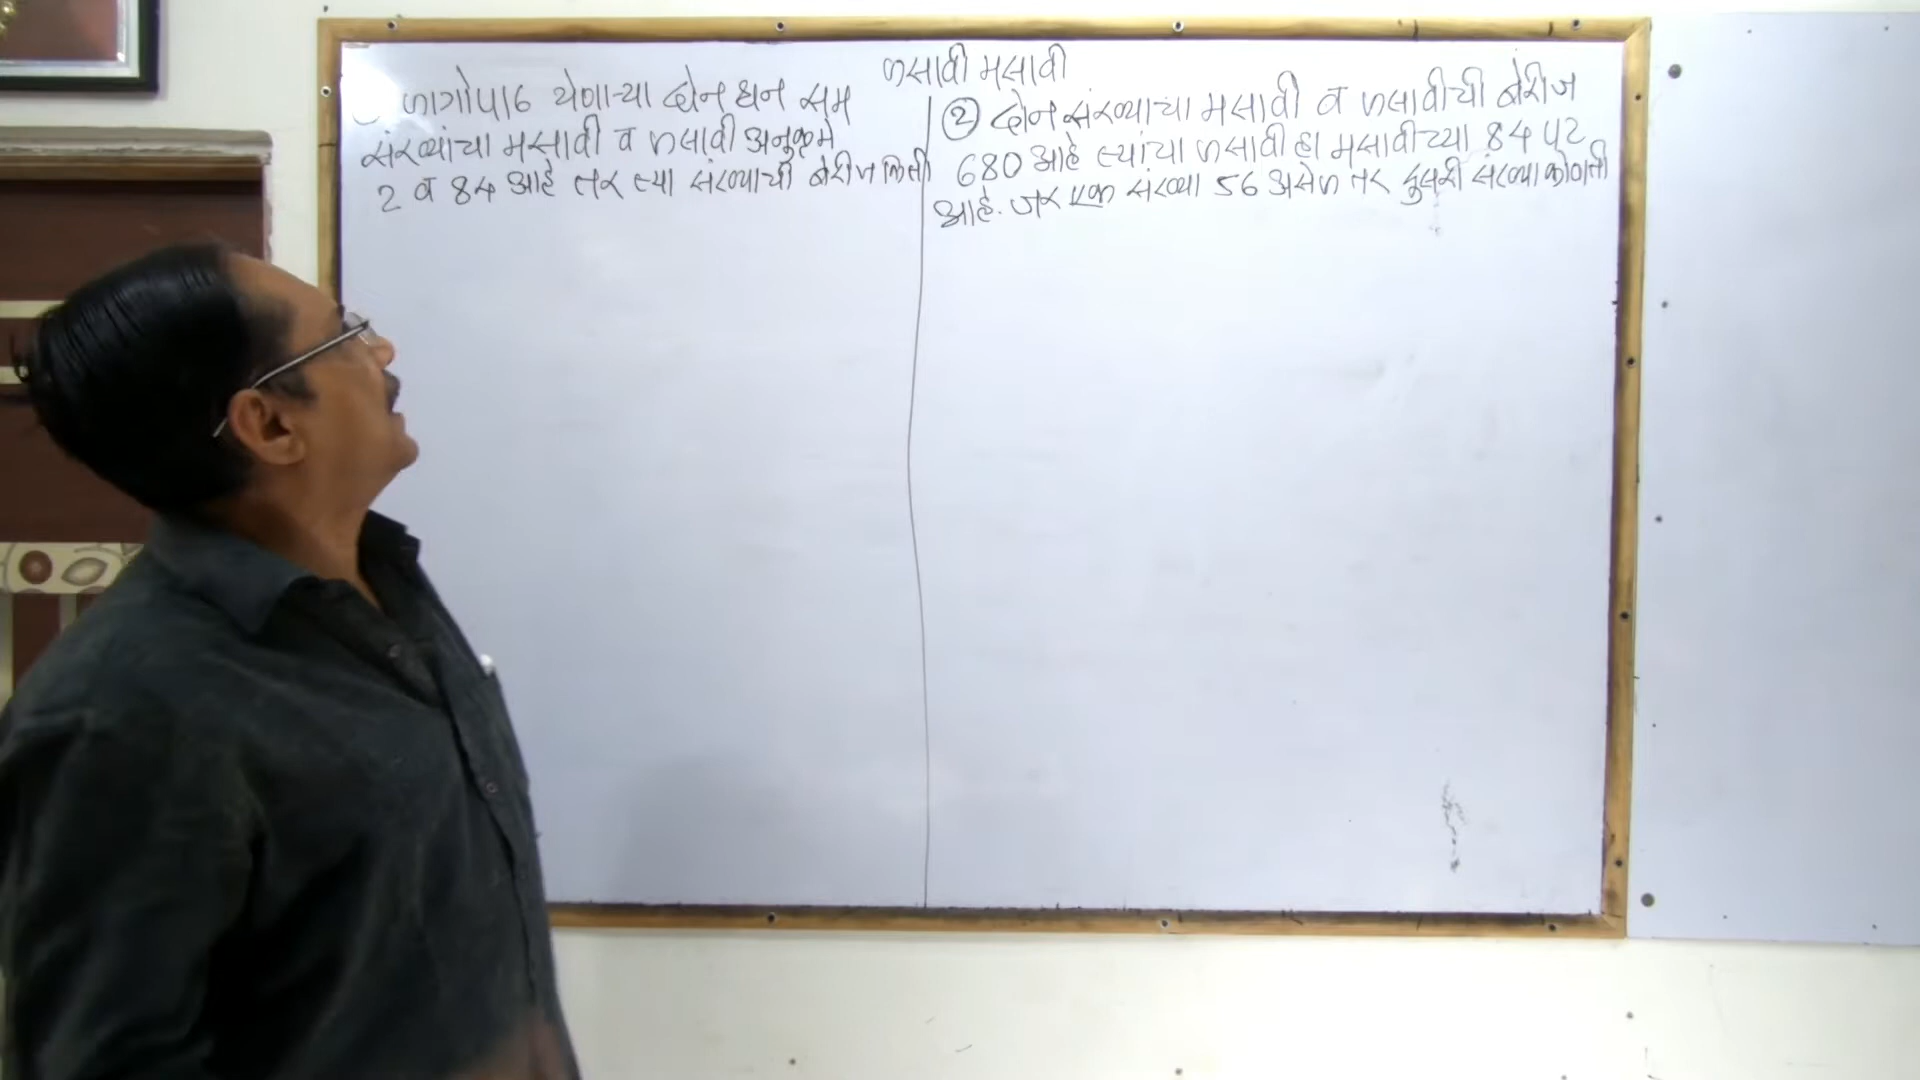 लसावी मसावी
लागोपाठ येणाऱ्या दोन धन सम
संख्यांचा मसावी व लसावी अनुक्रमे
2 व 84 आहे तर त्या संख्याची बेरीज किती
② दोन संख्याचा मसावी व लसावीची बेरीज
680 आहे त्यांचा लसावी हा मसावीच्या 84 पट
आहे. जर एक संख्या 56 असेल तर दुसरी संख्या कोणती